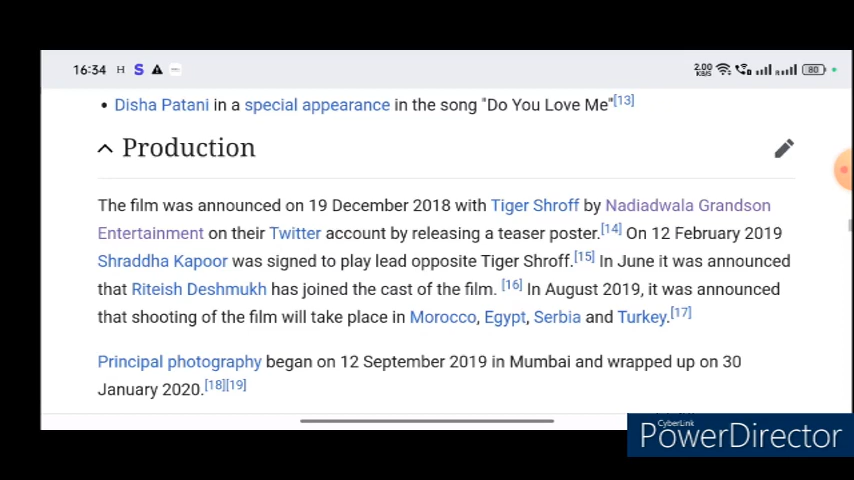 16:34 H S 2.00 KB/S 80
• Disha Patani in a special appearance in the song "Do You Love Me"[13]
Production
The film was announced on 19 December 2018 with Tiger Shroff by Nadiadwala Grandson
Entertainment on their Twitter account by releasing a teaser poster.[14] On 12 February 2019
Shraddha Kapoor was signed to play lead opposite Tiger Shroff.[15] In June it was announced
that Riteish Deshmukh has joined the cast of the film. [16] In August 2019, it was announced
that shooting of the film will take place in Morocco, Egypt, Serbia and Turkey.[17]
Principal photography began on 12 September 2019 in Mumbai and wrapped up on 30
January 2020.[18][19]
CyberLink
PowerDirector